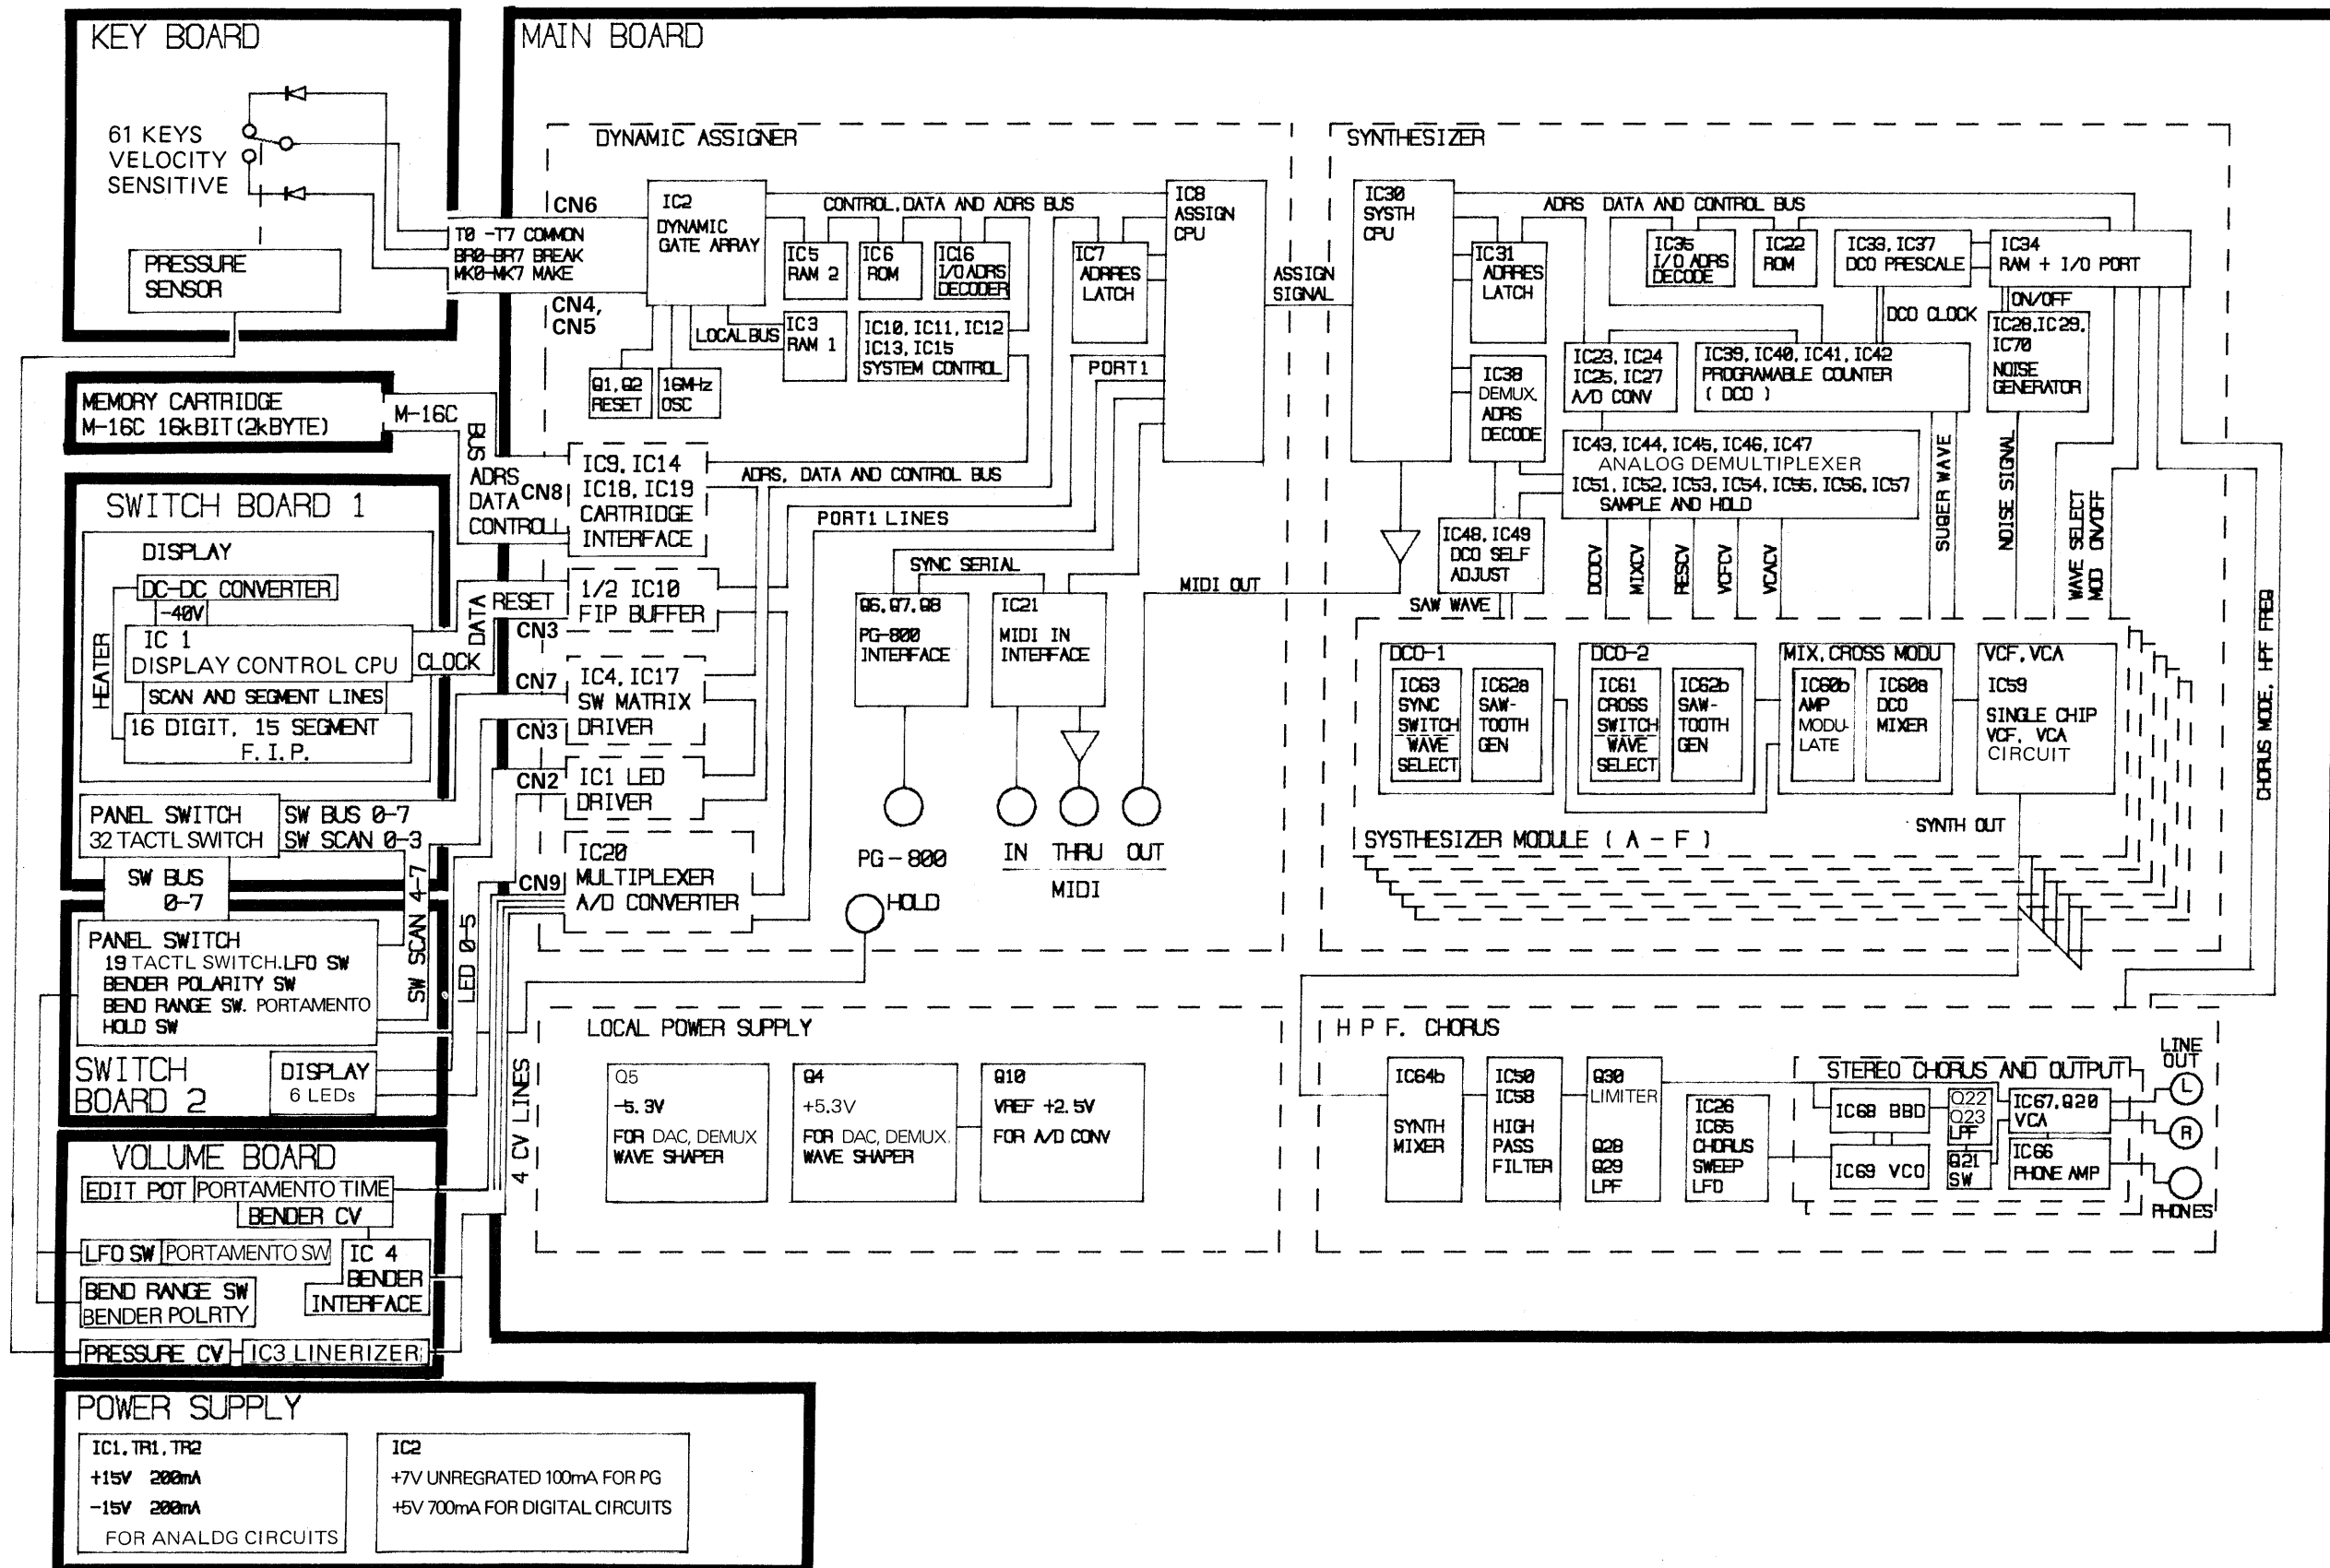 KEY BOARD
61 KEYS
VELOCITY
SENSITIVE
PRESSURE
SENSOR
MEMORY CARTRIDGE
M-16C 16kBIT(2kBYTE)
M-16C
BUS
ADRS
DATA
CONTROLL
SWITCH BOARD 1
DISPLAY
DC-DC CONVERTER
-40V
HEATER
IC 1
DISPLAY CONTROL CPU
SCAN AND SEGMENT LINES
16 DIGIT, 15 SEGMENT
F. I. P.
DATA
RESET
CLOCK
PANEL SWITCH
32 TACTL SWITCH
SW BUS 0-7
SW SCAN 0-3
SW BUS
0-7
SW SCAN 4-7
LED 0-5
PANEL SWITCH
19 TACTL SWITCH.LFO SW
BENDER POLARITY SW
BEND RANGE SW. PORTAMENTO
HOLD SW
SWITCH
BOARD 2
DISPLAY
6 LEDs
4 CV LINES
VOLUME BOARD
EDIT POT
PORTAMENTO TIME
BENDER CV
LFO SW
PORTAMENTO SW
IC 4
BENDER
INTERFACE
BEND RANGE SW
BENDER POLRTY
PRESSURE CV
IC3 LINERIZER
POWER SUPPLY
IC1, TR1, TR2
+15V 200mA
-15V 200mA
FOR ANALDG CIRCUITS
IC2
+7V UNREGRATED 100mA FOR PG
+5V 700mA FOR DIGITAL CIRCUITS
MAIN BOARD
DYNAMIC ASSIGNER
CN6
T0 -T7 COMMON
BR0-BR7 BREAK
MK0-MK7 MAKE
CN4,
CN5
IC2
DYNAMIC
GATE ARRAY
CONTROL, DATA AND ADRS BUS
IC5
RAM 2
IC6
ROM
IC16
I/O ADRS
DECODER
IC7
ADRRES
LATCH
IC8
ASSIGN
CPU
LOCAL BUS
IC3
RAM 1
IC10, IC11, IC12
IC13, IC15
SYSTEM CONTROL
Q1, Q2
RESET
16MHz
OSC
PORT1
CN8
IC9, IC14
IC18, IC19
CARTRIDGE
INTERFACE
ADRS, DATA AND CONTROL BUS
PORT1 LINES
CN3
1/2 IC10
FIP BUFFER
SYNC SERIAL
Q6, Q7, Q8
PG-800
INTERFACE
IC21
MIDI IN
INTERFACE
MIDI OUT
CN7
CN3
IC4, IC17
SW MATRIX
DRIVER
CN2
IC1 LED
DRIVER
CN9
IC20
MULTIPLEXER
A/D CONVERTER
PG-800
IN THRU OUT
MIDI
HOLD
ASSIGN
SIGNAL
SYNTHESIZER
IC30
SYSTH
CPU
ADRS DATA AND CONTROL BUS
IC31
ADRRES
LATCH
IC35
I/O ADRS
DECODE
IC22
ROM
IC33, IC37
DCO PRESCALE
IC34
RAM + I/O PORT
DCO CLOCK
ON/OFF
IC28, IC29,
IC70
NOISE
GENERATOR
IC38
DEMUX.
ADRS
DECODE
IC23, IC24
IC25, IC27
A/D CONV
IC39, IC40, IC41, IC42
PROGRAMABLE COUNTER
( DCO )
IC43, IC44, IC45, IC46, IC47
ANALOG DEMULTIPLEXER
IC51, IC52, IC53, IC54, IC55, IC56, IC57
SAMPLE AND HOLD
IC48, IC49
DCO SELF
ADJUST
SAW WAVE
DCOCV
MIXCV
RESCV
VCFCV
VCACV
SUQER WAVE
NOISE SIGNAL
WAVE SELECT
MOD ON/OFF
CHORUS MODE, HPF FREQ
DCO-1
IC63
SYNC
SWITCH
WAVE
SELECT
IC62a
SAW-
TOOTH
GEN
DCO-2
IC61
CROSS
SWITCH
WAVE
SELECT
IC62b
SAW-
TOOTH
GEN
MIX, CROSS MODU
IC60b
AMP
MODU-
LATE
IC60a
DCO
MIXER
VCF, VCA
IC59
SINGLE CHIP
VCF, VCA
CIRCUIT
SYNTH OUT
SYSTHESIZER MODULE ( A - F )
LOCAL POWER SUPPLY
Q5
-5.3V
FOR DAC, DEMUX
WAVE SHAPER
Q4
+5.3V
FOR DAC, DEMUX.
WAVE SHAPER
Q10
VREF +2.5V
FOR A/D CONV
H P F. CHORUS
IC64b
SYNTH
MIXER
IC50
IC58
HIGH
PASS
FILTER
Q30
LIMITER
Q28
Q29
LPF
IC26
IC65
CHORUS
SWEEP
LFO
STEREO CHORUS AND OUTPUT
IC68 BBD
IC69 VCO
Q22
Q23
LPF
Q21
SW
IC67, Q20
VCA
IC66
PHONE AMP
LINE
OUT
L
R
PHONES